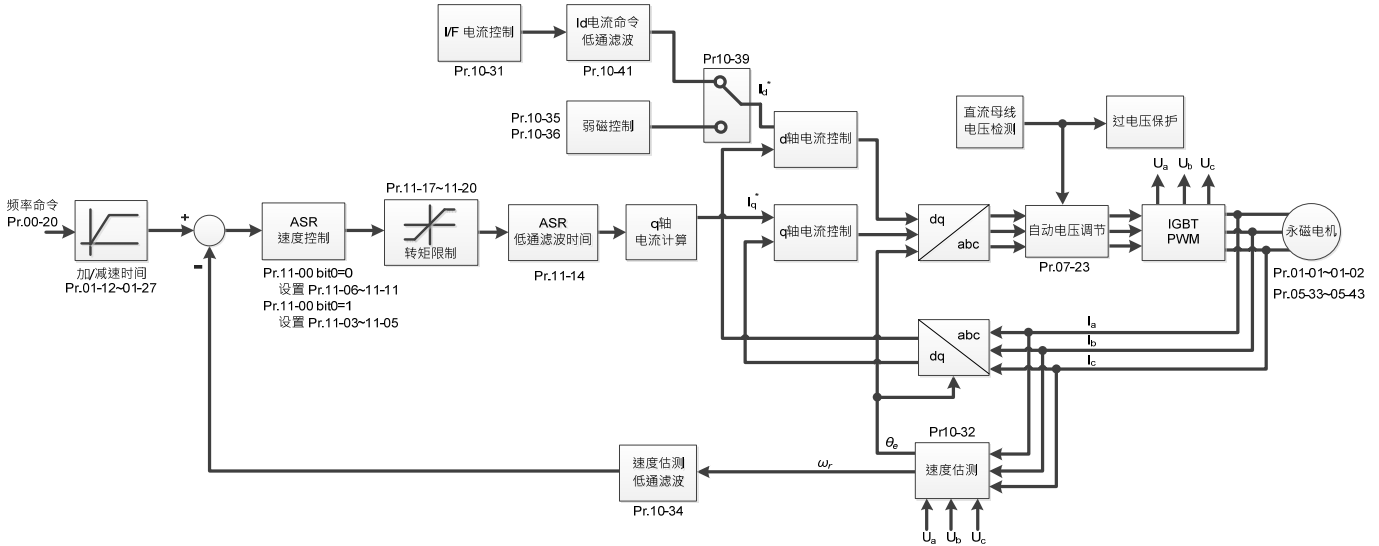 I/F 电流控制
Pr.10-31
Id电流命令
低通滤波
Pr.10-41
Pr10-39
Id*
Pr.10-35
Pr.10-36
弱磁控制
d轴电流控制
直流母线
电压检测
过电压保护
Ua
Ub
Uc
频率命令
Pr.00-20
加/减速时间
Pr.01-12~01-27
+
-
ASR
速度控制
Pr.11-00 bit0=0
设置 Pr.11-06~11-11
Pr.11-00 bit0=1
设置 Pr.11-03~11-05
Pr.11-17~11-20
转矩限制
ASR
低通滤波时间
Pr.11-14
q轴
电流计算
Iq*
q轴电流控制
dq
abc
自动电压调节
Pr.07-23
IGBT
PWM
永磁电机
Pr.01-01~01-02
Pr.05-33~05-43
abc
dq
Ia
Ib
Ic
θe
Pr10-32
速度估测
ωr
速度估测
低通滤波
Pr.10-34
Ua
Ub
Uc